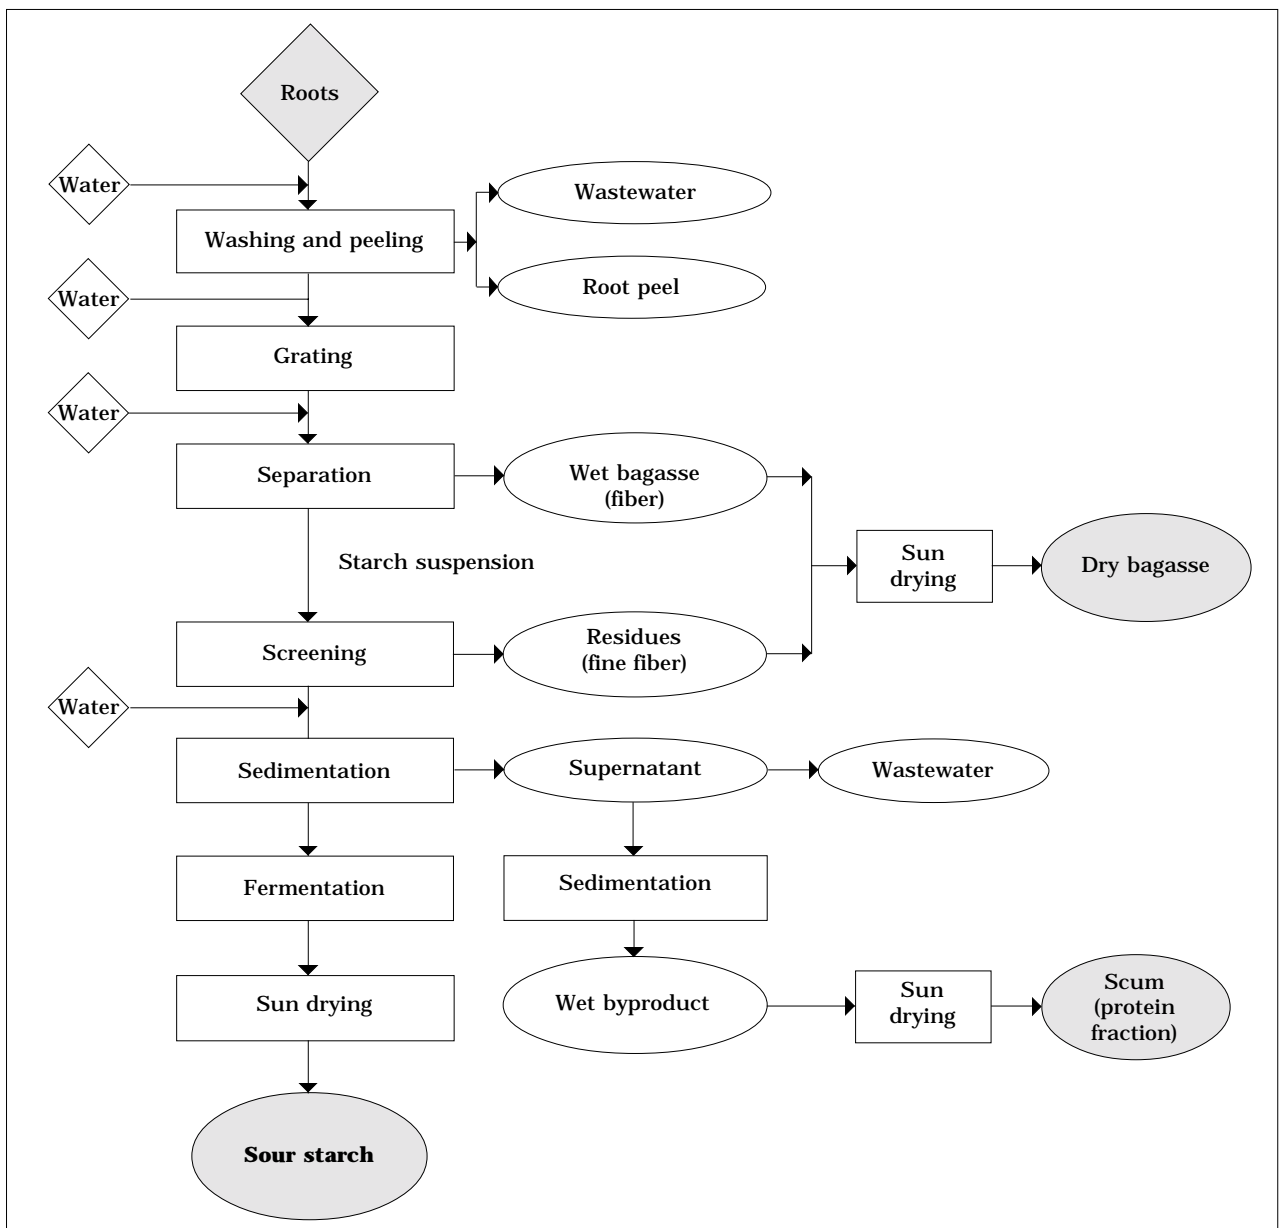 Roots
Water
Wastewater
Washing and peeling
Root peel
Water
Grating
Water
Separation
Wet bagasse
(fiber)
Starch suspension
Sun
drying
Dry bagasse
Screening
Residues
(fine fiber)
Water
Sedimentation
Supernatant
Wastewater
Fermentation
Sedimentation
Sun drying
Wet byproduct
Sun
drying
Scum
(protein
fraction)
Sour starch